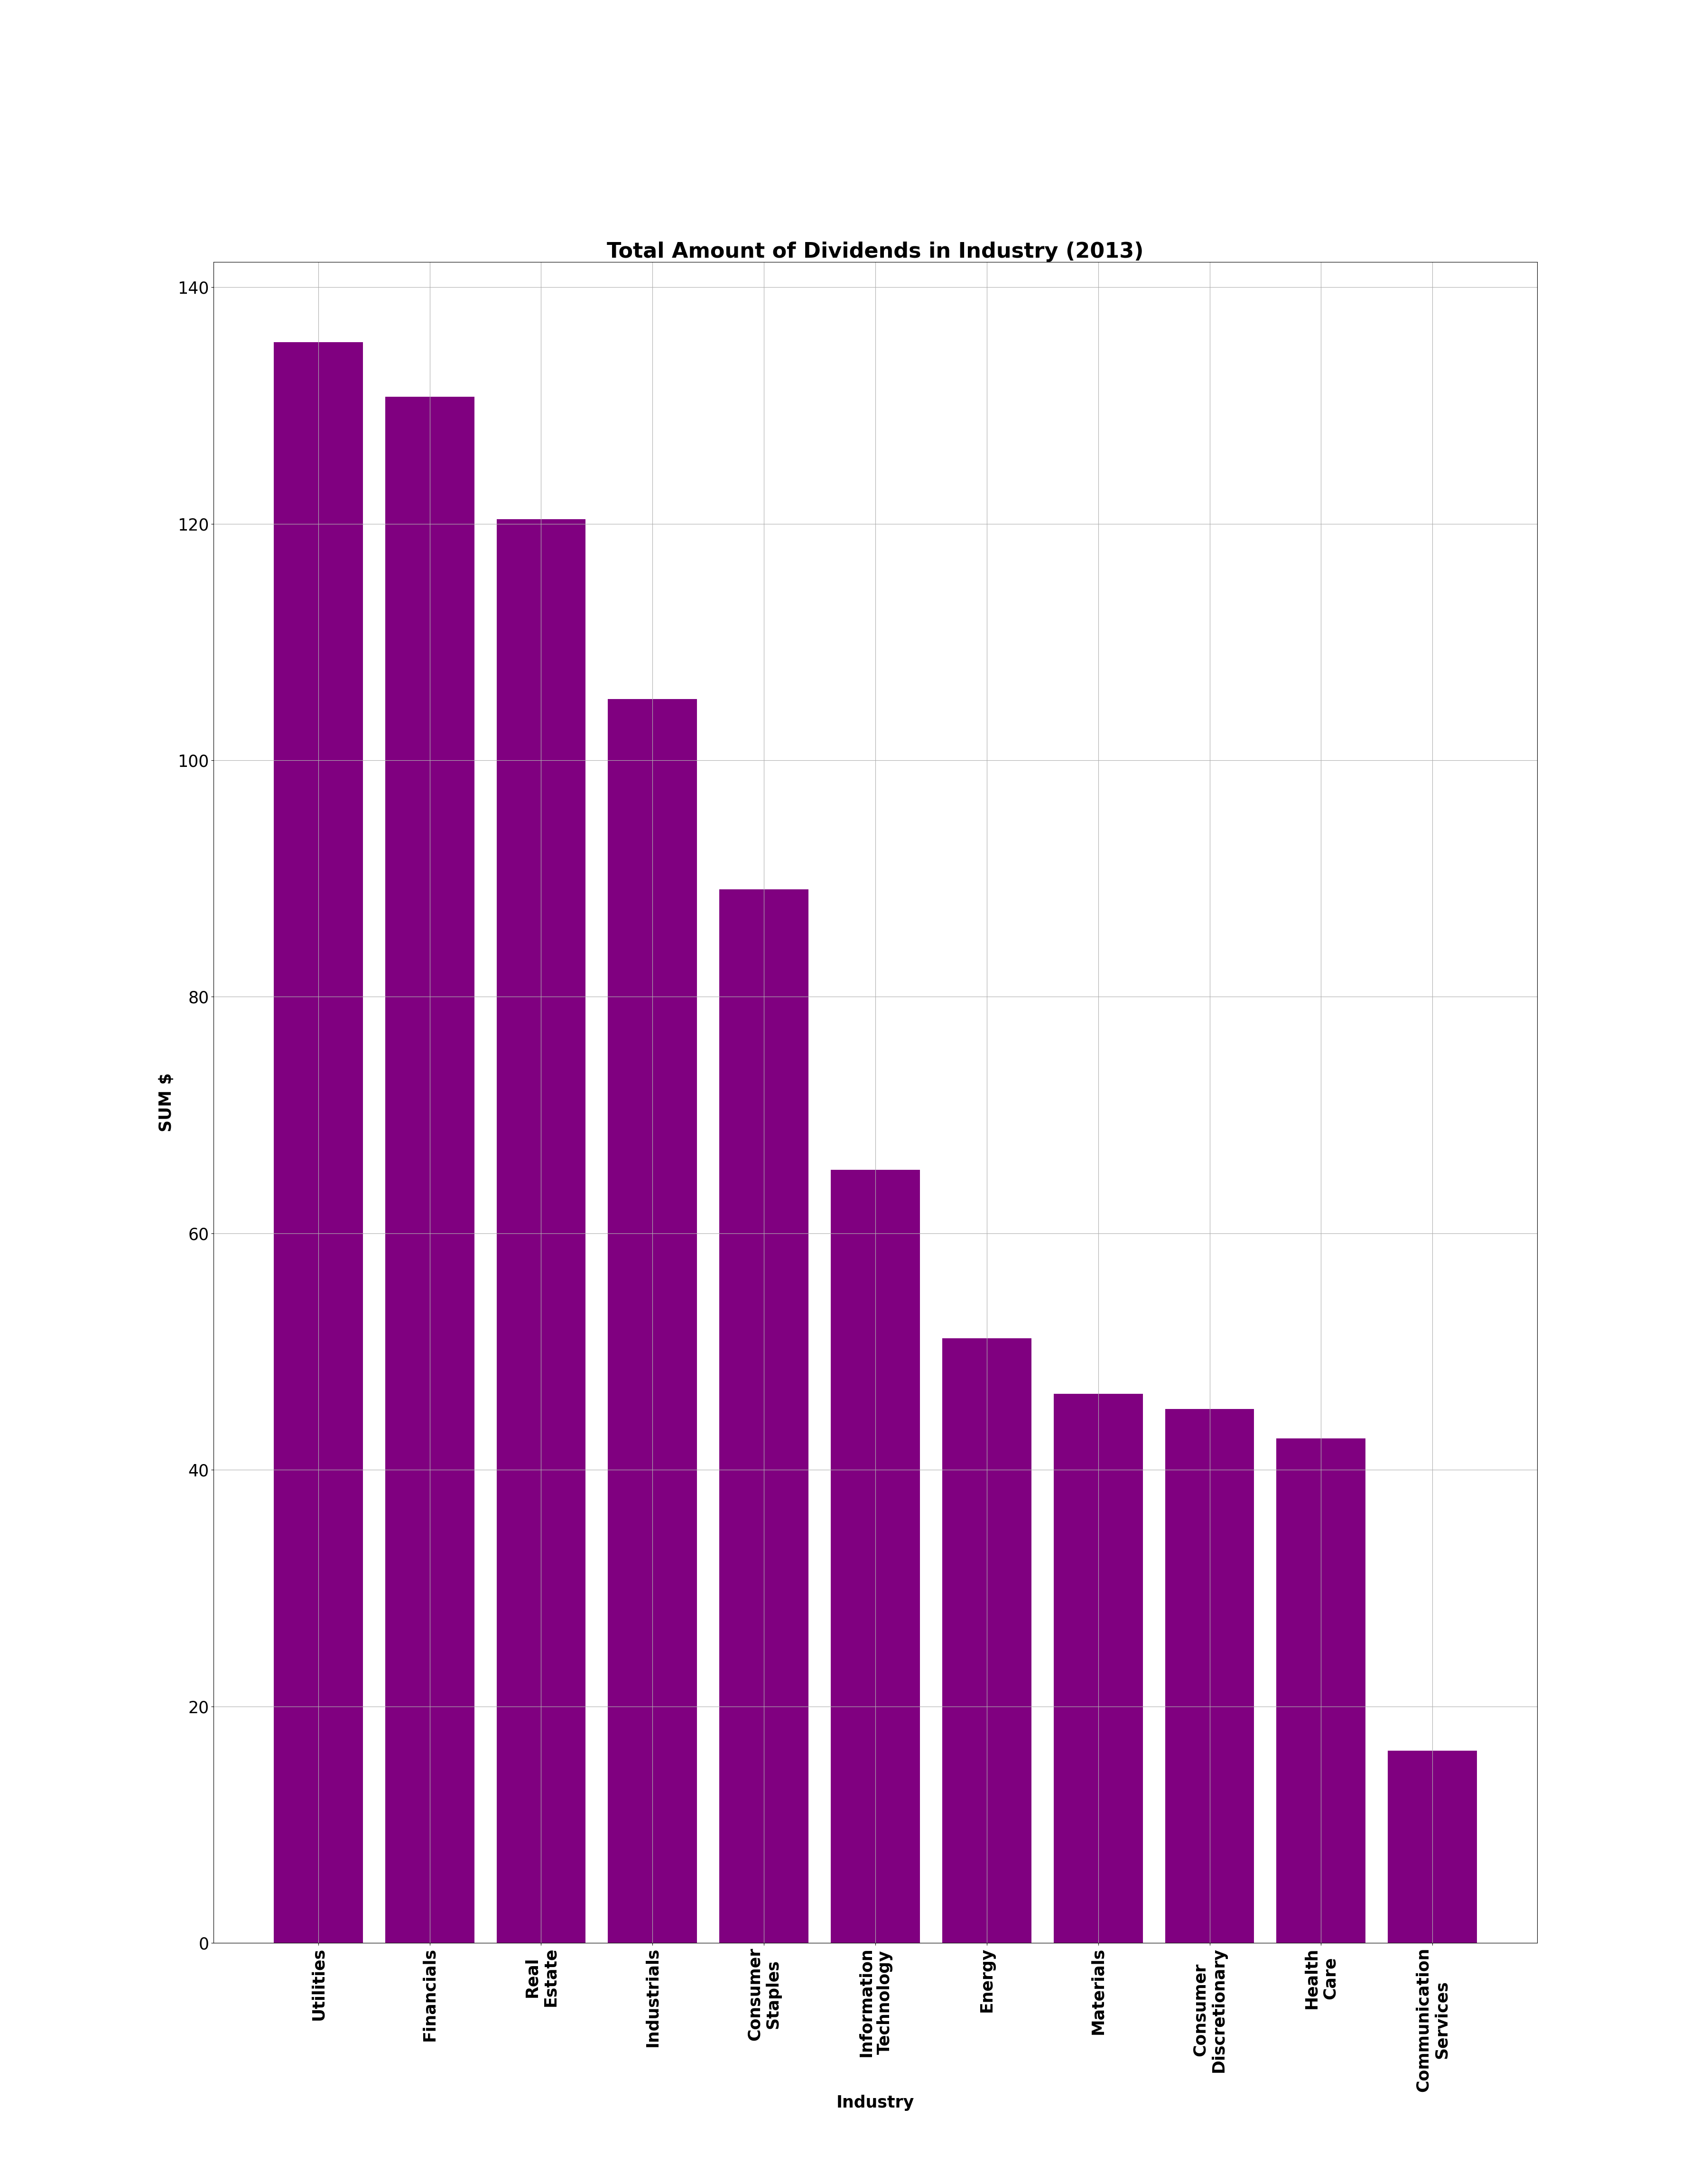 Total Amount of Dividends in Industry (2013)
140
120
100
80
60
40
20
0
SUM $
Utilities
Financials
Real
Estate
Industrials
Consumer
Staples
Information
Technology
Energy
Materials
Consumer
Discretionary
Health
Care
Communication
Services
Industry